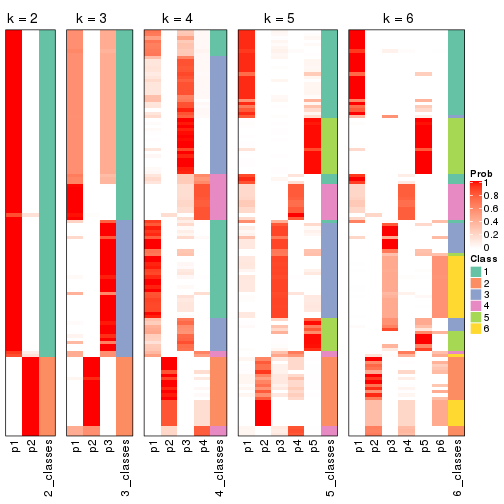 k = 2
k = 3
k = 4
k = 5
k = 6
p1
p2
2_classes
p1
p2
p3
3_classes
p1
p2
p3
p4
4_classes
p1
p2
p3
p4
p5
5_classes
p1
p2
p3
p4
p5
p6
6_classes
Prob
1
0.8
0.6
0.4
0.2
0
Class
1
2
3
4
5
6